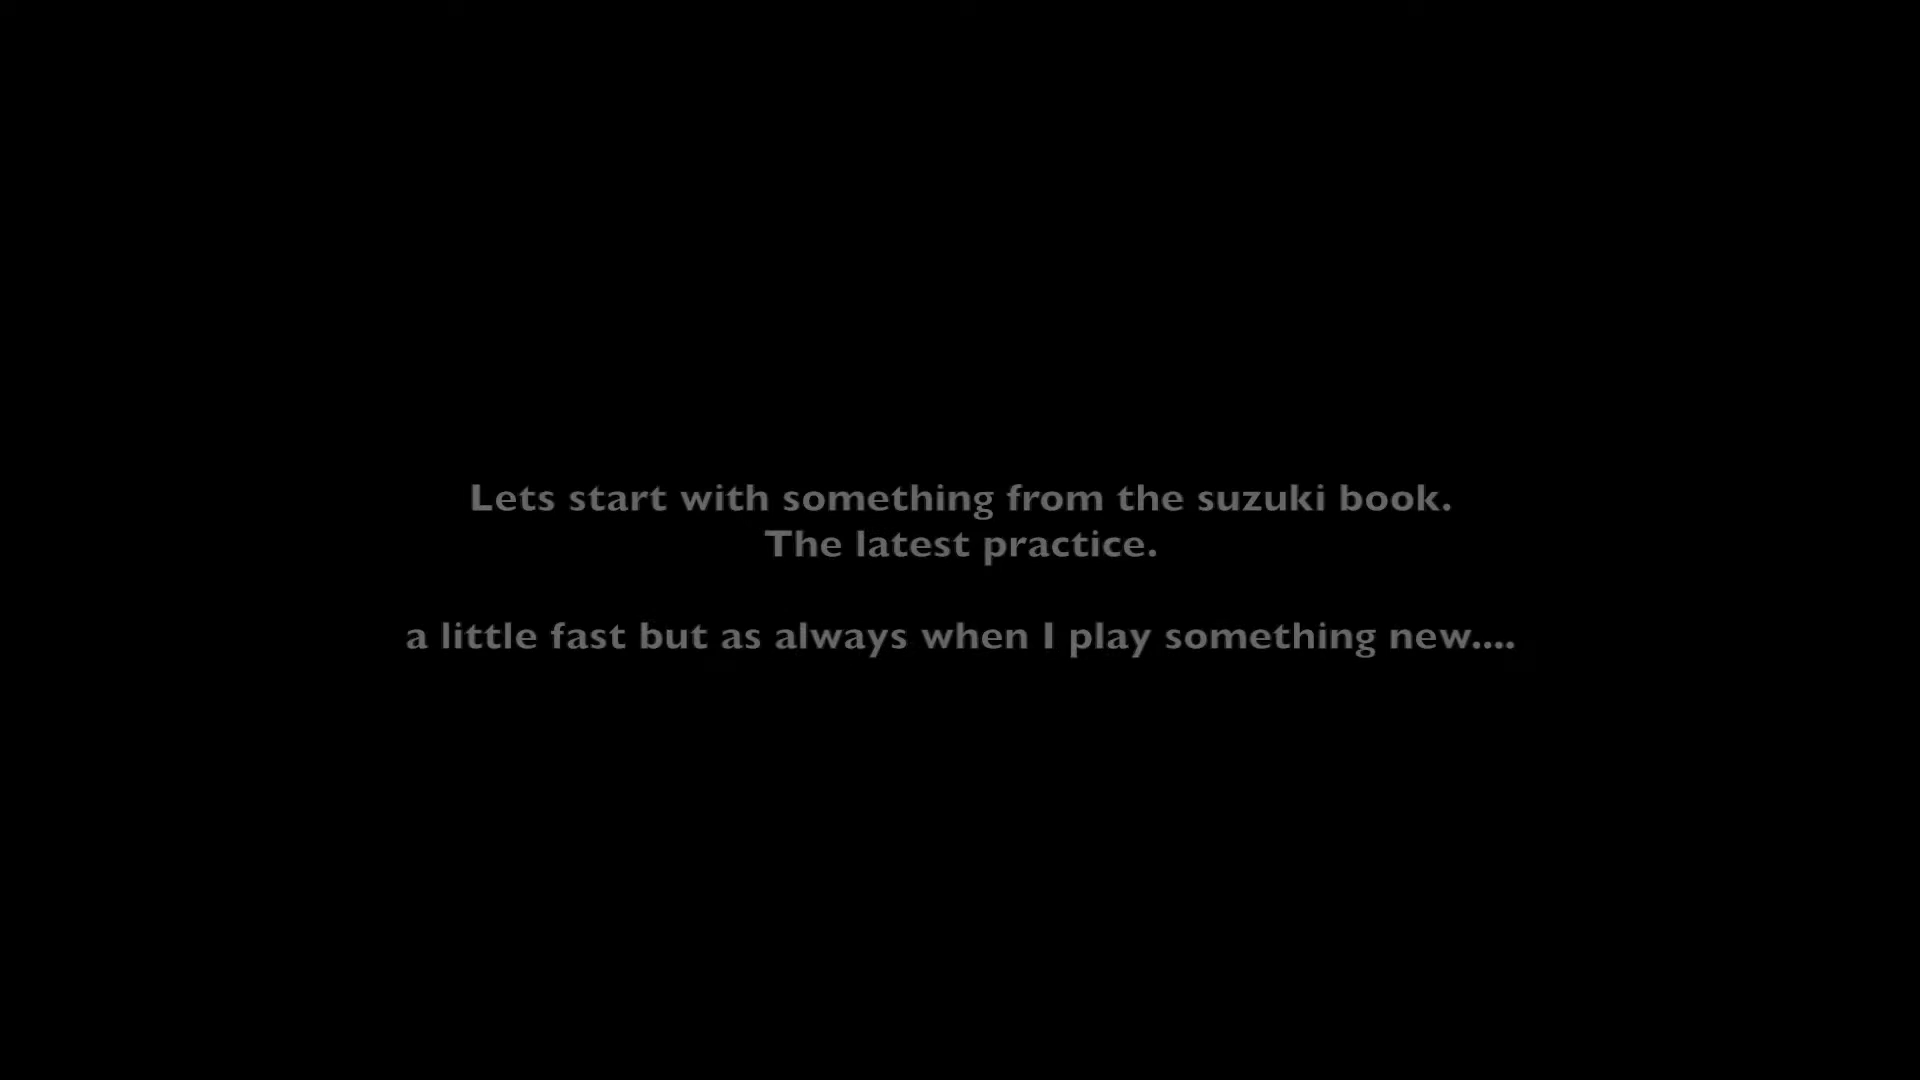 Lets start with something from the suzuki book.
The latest practice.
a little fast but as always when I play something new....